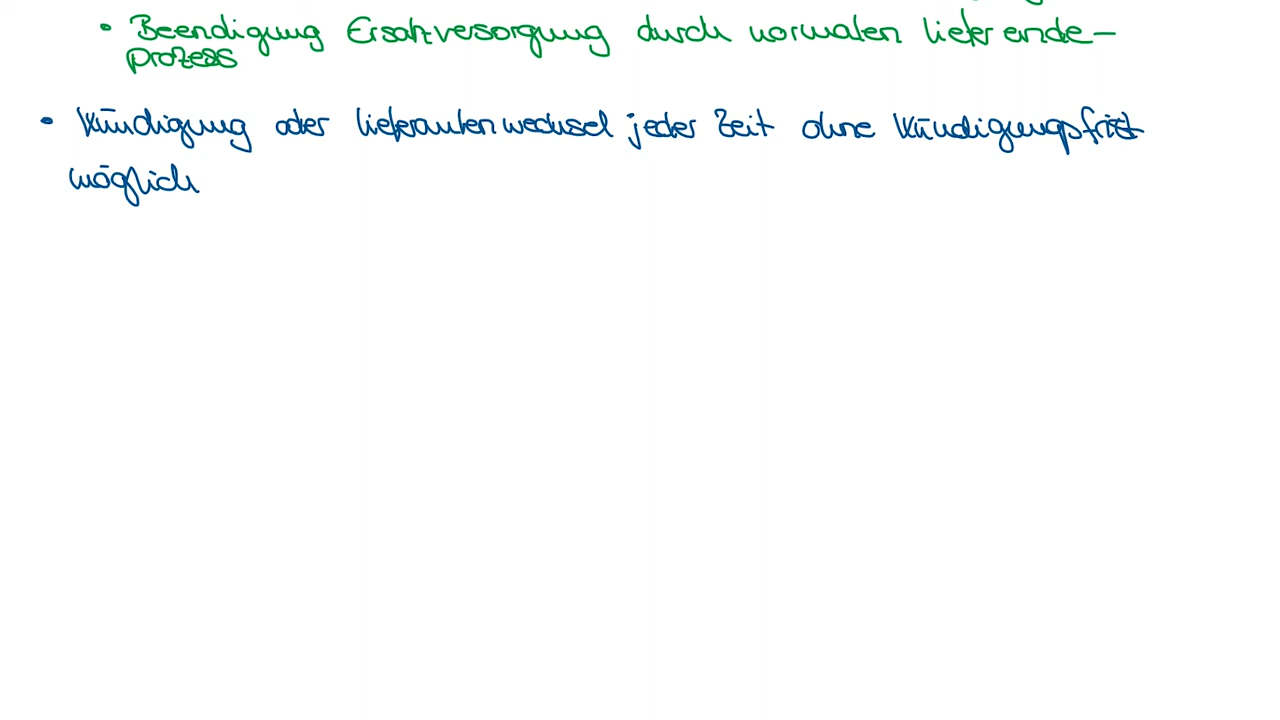 • Beendigung Ersatzversorgung durch normalen Lieferende-
prozess
• Kündigung oder Lieferantenwechsel jeder Zeit ohne Kündigungsfrist
möglich